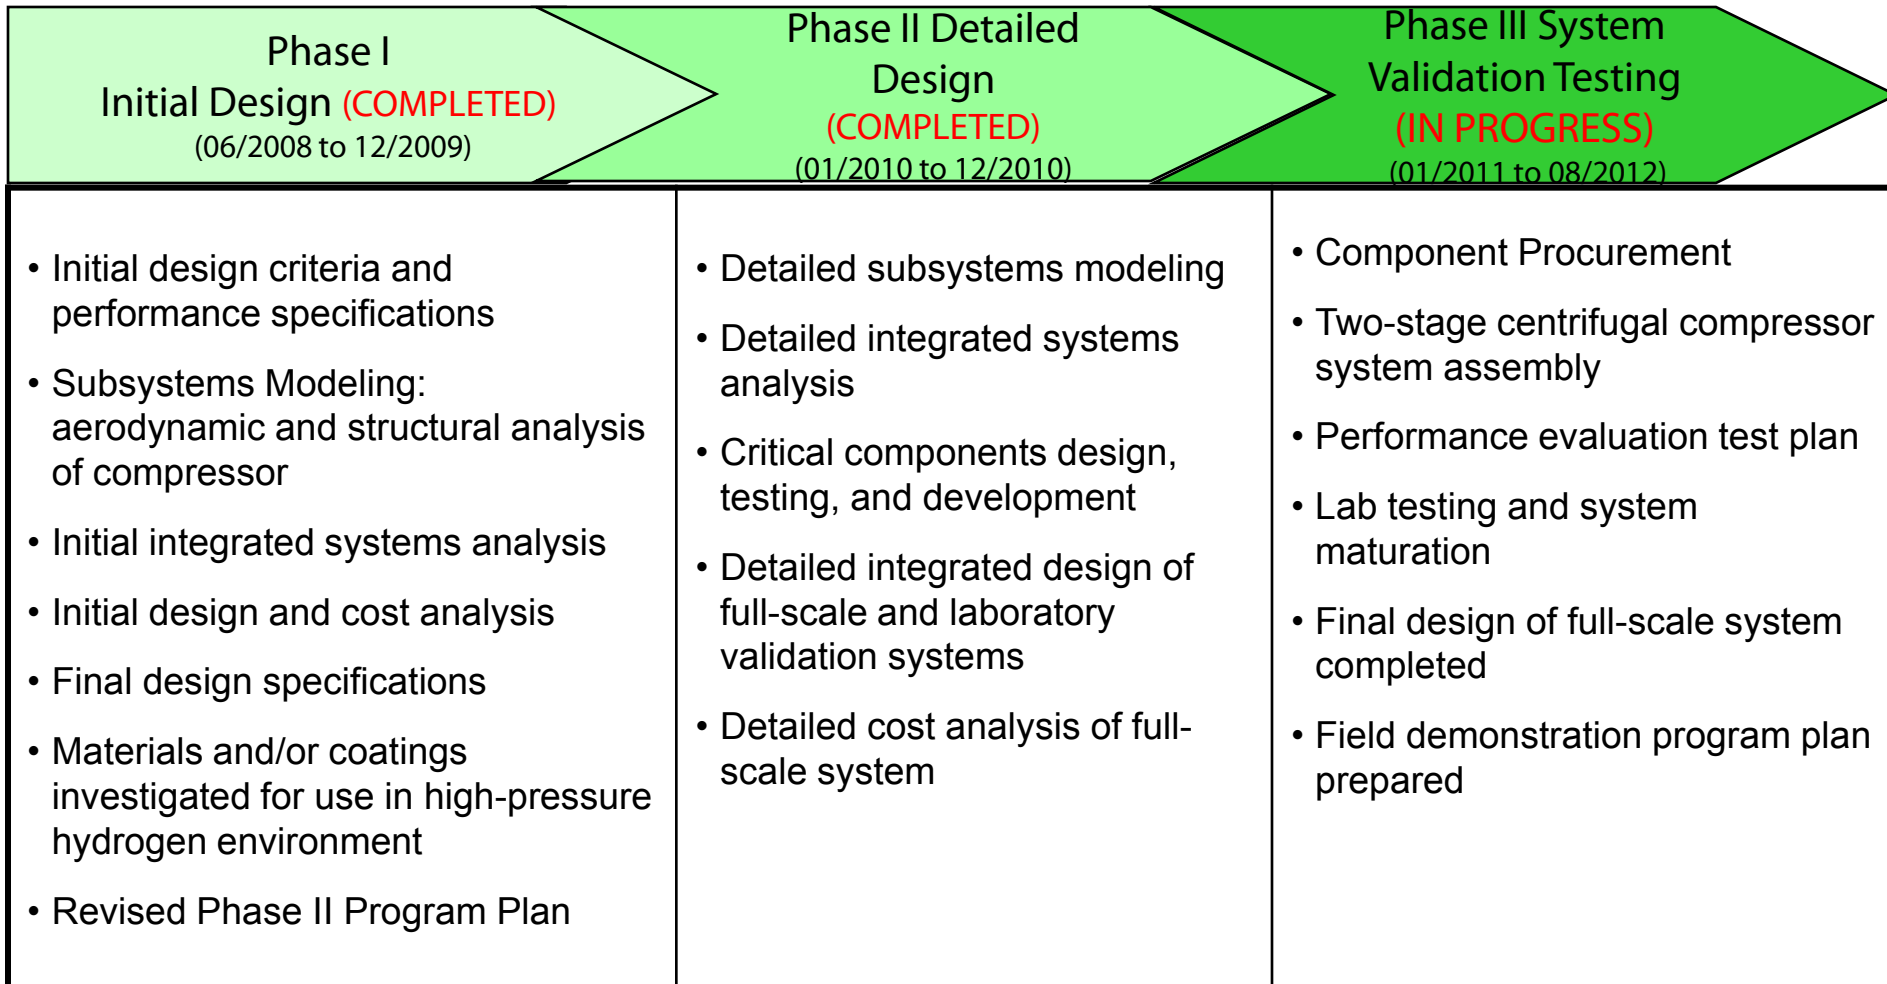 Phase I
Initial Design (COMPLETED)
(06/2008 to 12/2009)
Phase II Detailed
Design
(COMPLETED)
(01/2010 to 12/2010)
Phase III System
Validation Testing
(IN PROGRESS)
(01/2011 to 08/2012)
• Initial design criteria and
performance specifications
• Subsystems Modeling:
aerodynamic and structural analysis
of compressor
• Initial integrated systems analysis
• Initial design and cost analysis
• Final design specifications
• Materials and/or coatings
investigated for use in high-pressure
hydrogen environment
• Revised Phase II Program Plan
• Detailed subsystems modeling
• Detailed integrated systems
analysis
• Critical components design,
testing, and development
• Detailed integrated design of
full-scale and laboratory
validation systems
• Detailed cost analysis of full-
scale system
• Component Procurement
• Two-stage centrifugal compressor
system assembly
• Performance evaluation test plan
• Lab testing and system
maturation
• Final design of full-scale system
completed
• Field demonstration program plan
prepared